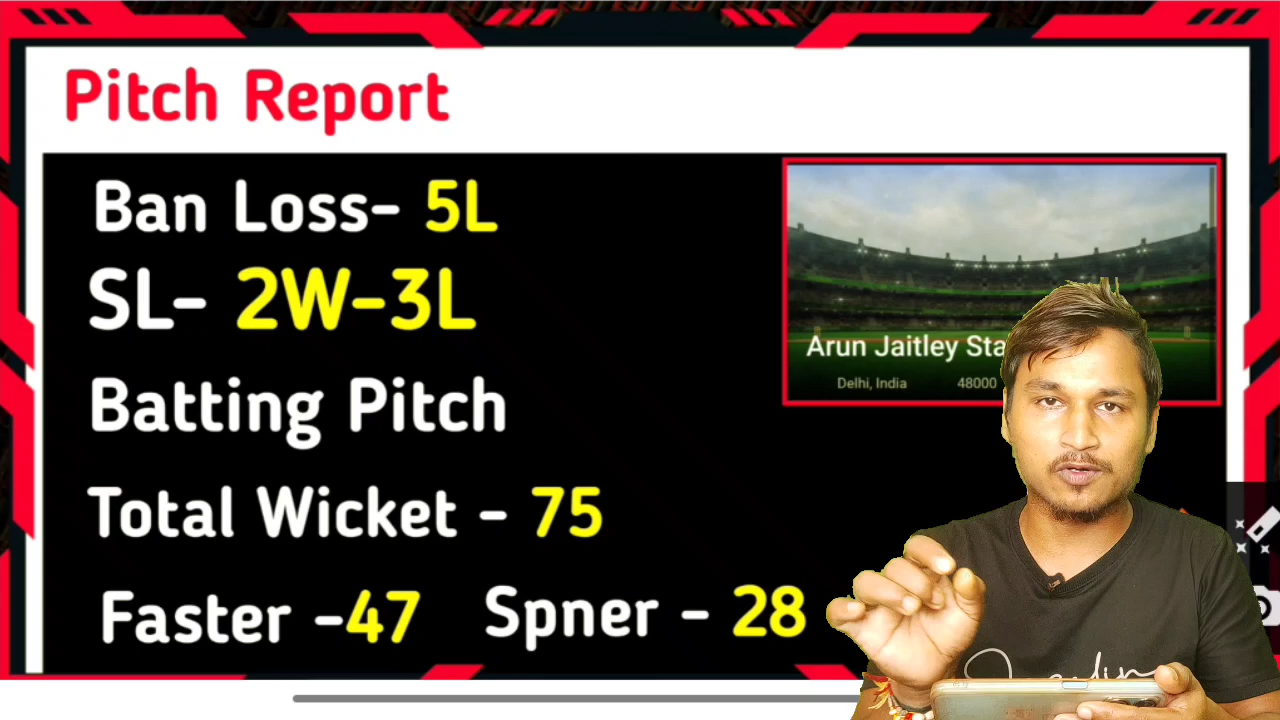 Pitch Report
Ban Loss- 5L
SL- 2W-3L
Batting Pitch
Total Wicket - 75
Faster -47 Spner - 28
Arun Jaitley Sta
Delhi, India 48000